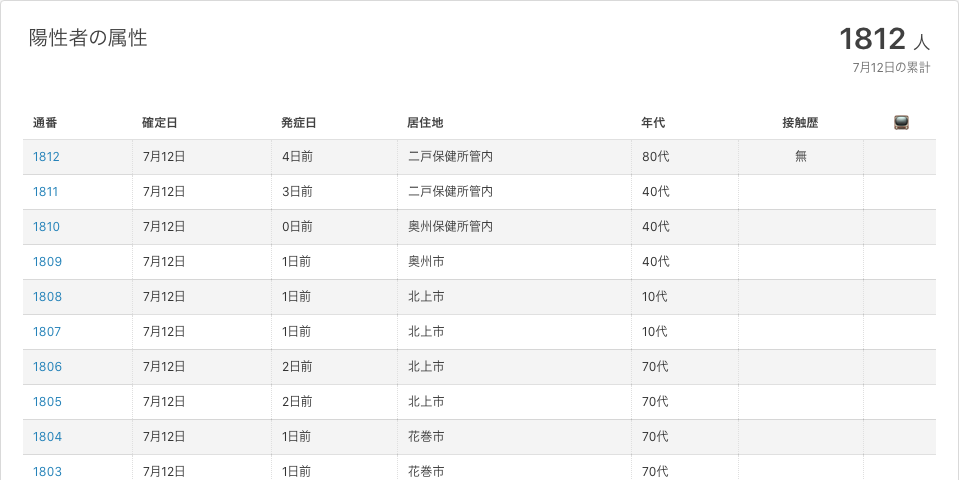 陽性者の属性
1812 人
7月12日の累計
通番 確定日 発症日 居住地 年代 接触歴
1812 7月12日 4日前 二戸保健所管内 80代 無
1811 7月12日 3日前 二戸保健所管内 40代
1810 7月12日 0日前 奥州保健所管内 40代
1809 7月12日 1日前 奥州市 40代
1808 7月12日 1日前 北上市 10代
1807 7月12日 1日前 北上市 10代
1806 7月12日 2日前 北上市 70代
1805 7月12日 2日前 北上市 70代
1804 7月12日 1日前 花巻市 70代
1803 7月12日 1日前 花巻市 70代